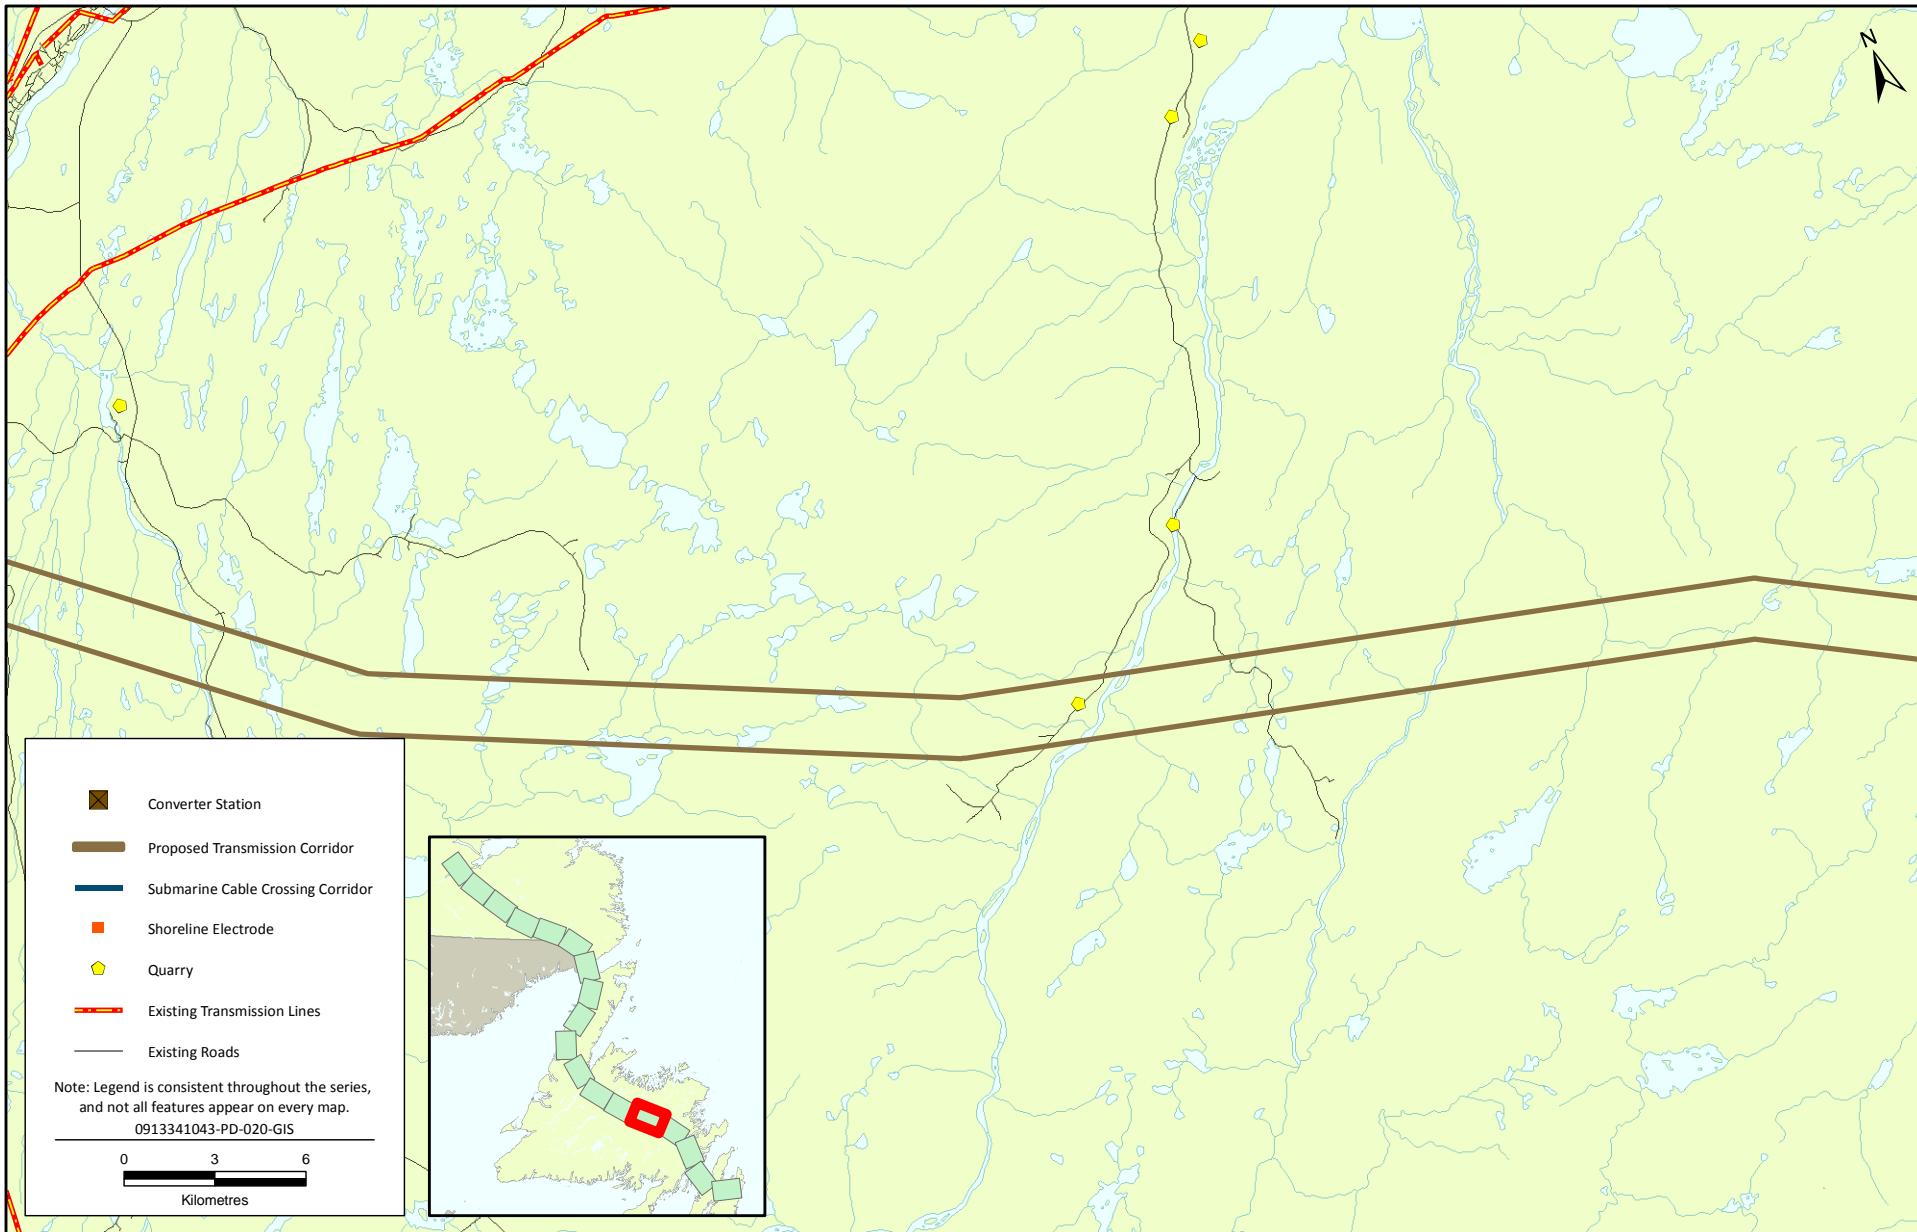 N
Converter Station
Proposed Transmission Corridor
Submarine Cable Crossing Corridor
Shoreline Electrode
Quarry
Existing Transmission Lines
Existing Roads
Note: Legend is consistent throughout the series,
and not all features appear on every map.
0913341043-PD-020-GIS
0 3 6
Kilometres